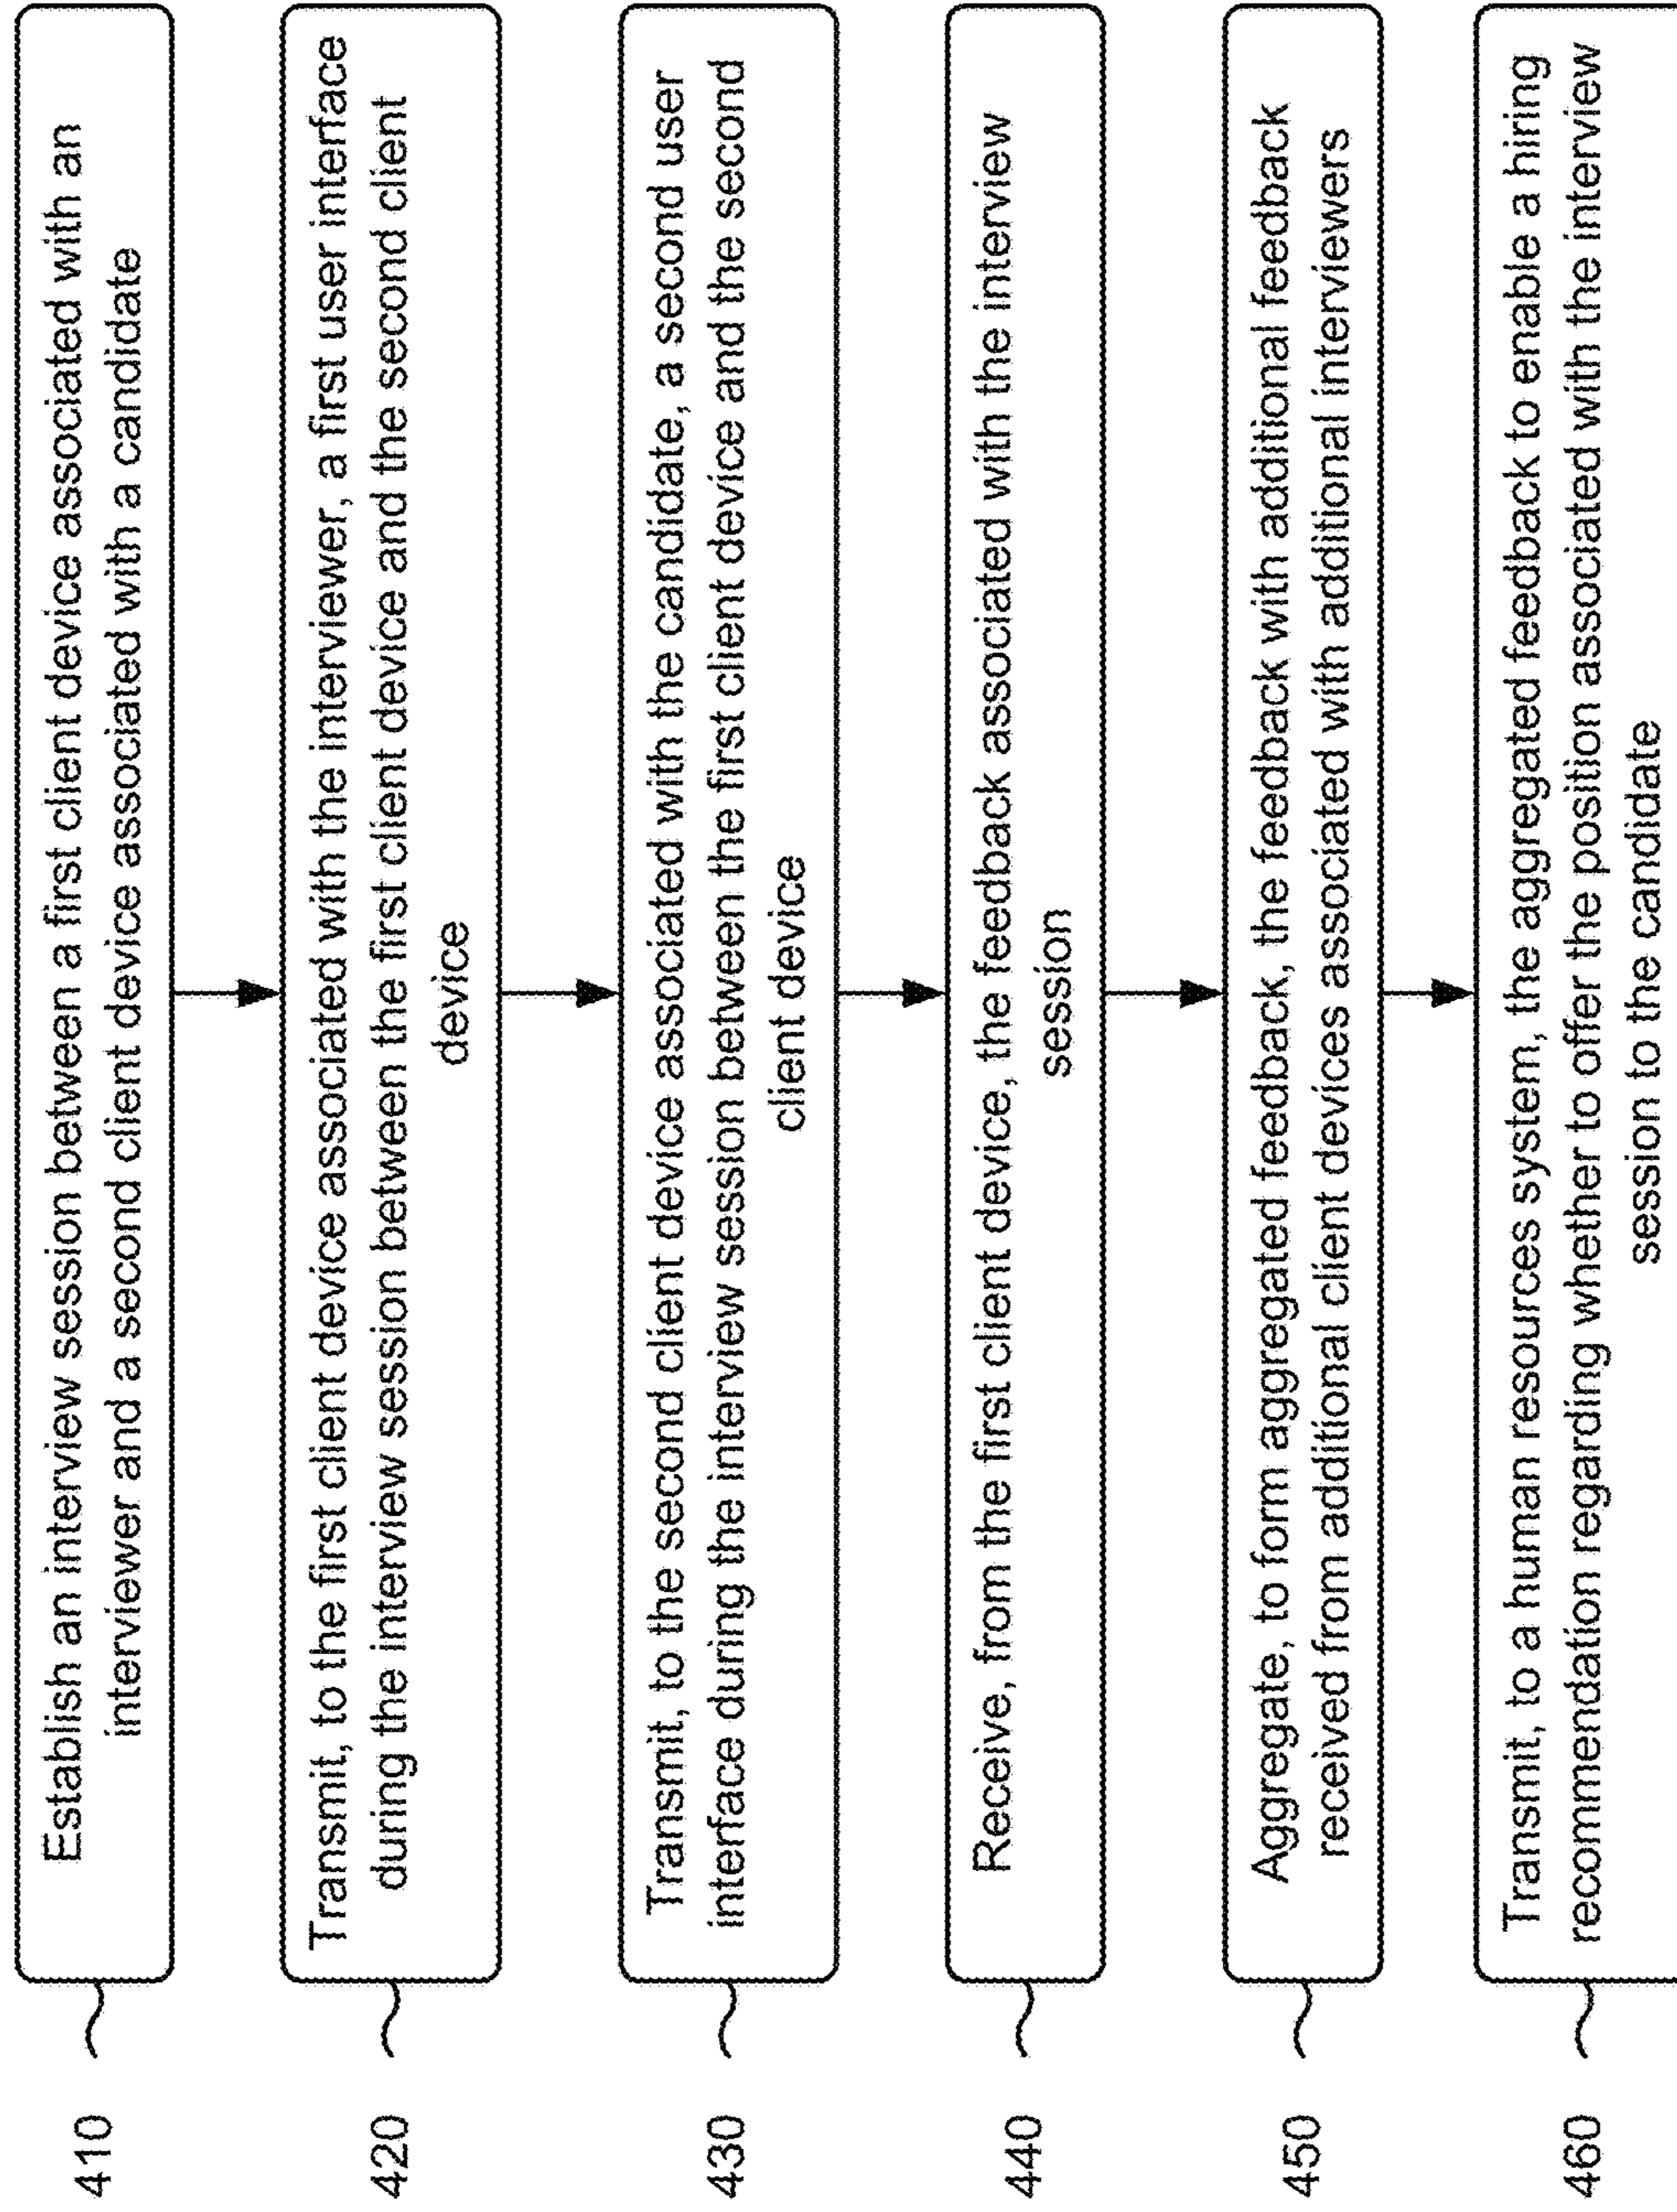 410
Establish an interview session between a first client device associated with an
interviewer and a second client device associated with a candidate
420
Transmit, to the first client device associated with the interviewer, a first user interface
during the interview session between the first client device and the second client
device
430
Transmit, to the second client device associated with the candidate, a second user
interface during the interview session between the first client device and the second
client device
440
Receive, from the first client device, the feedback associated with the interview
session
450
Aggregate, to form aggregated feedback, the feedback with additional feedback
received from additional client devices associated with additional interviewers
460
Transmit, to a human resources system, the aggregated feedback to enable a hiring
recommendation regarding whether to offer the position associated with the interview
session to the candidate